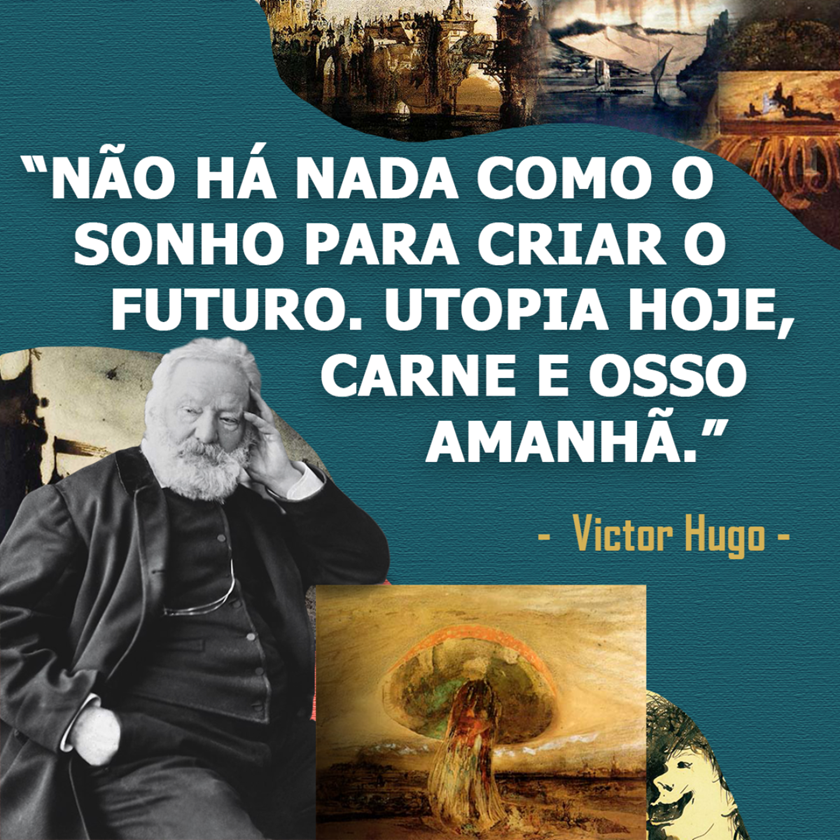 “NÃO HÁ NADA COMO O
SONHO PARA CRIAR O
FUTURO. UTOPIA HOJE,
CARNE E OSSO
AMANHÃ.”
- Victor Hugo -